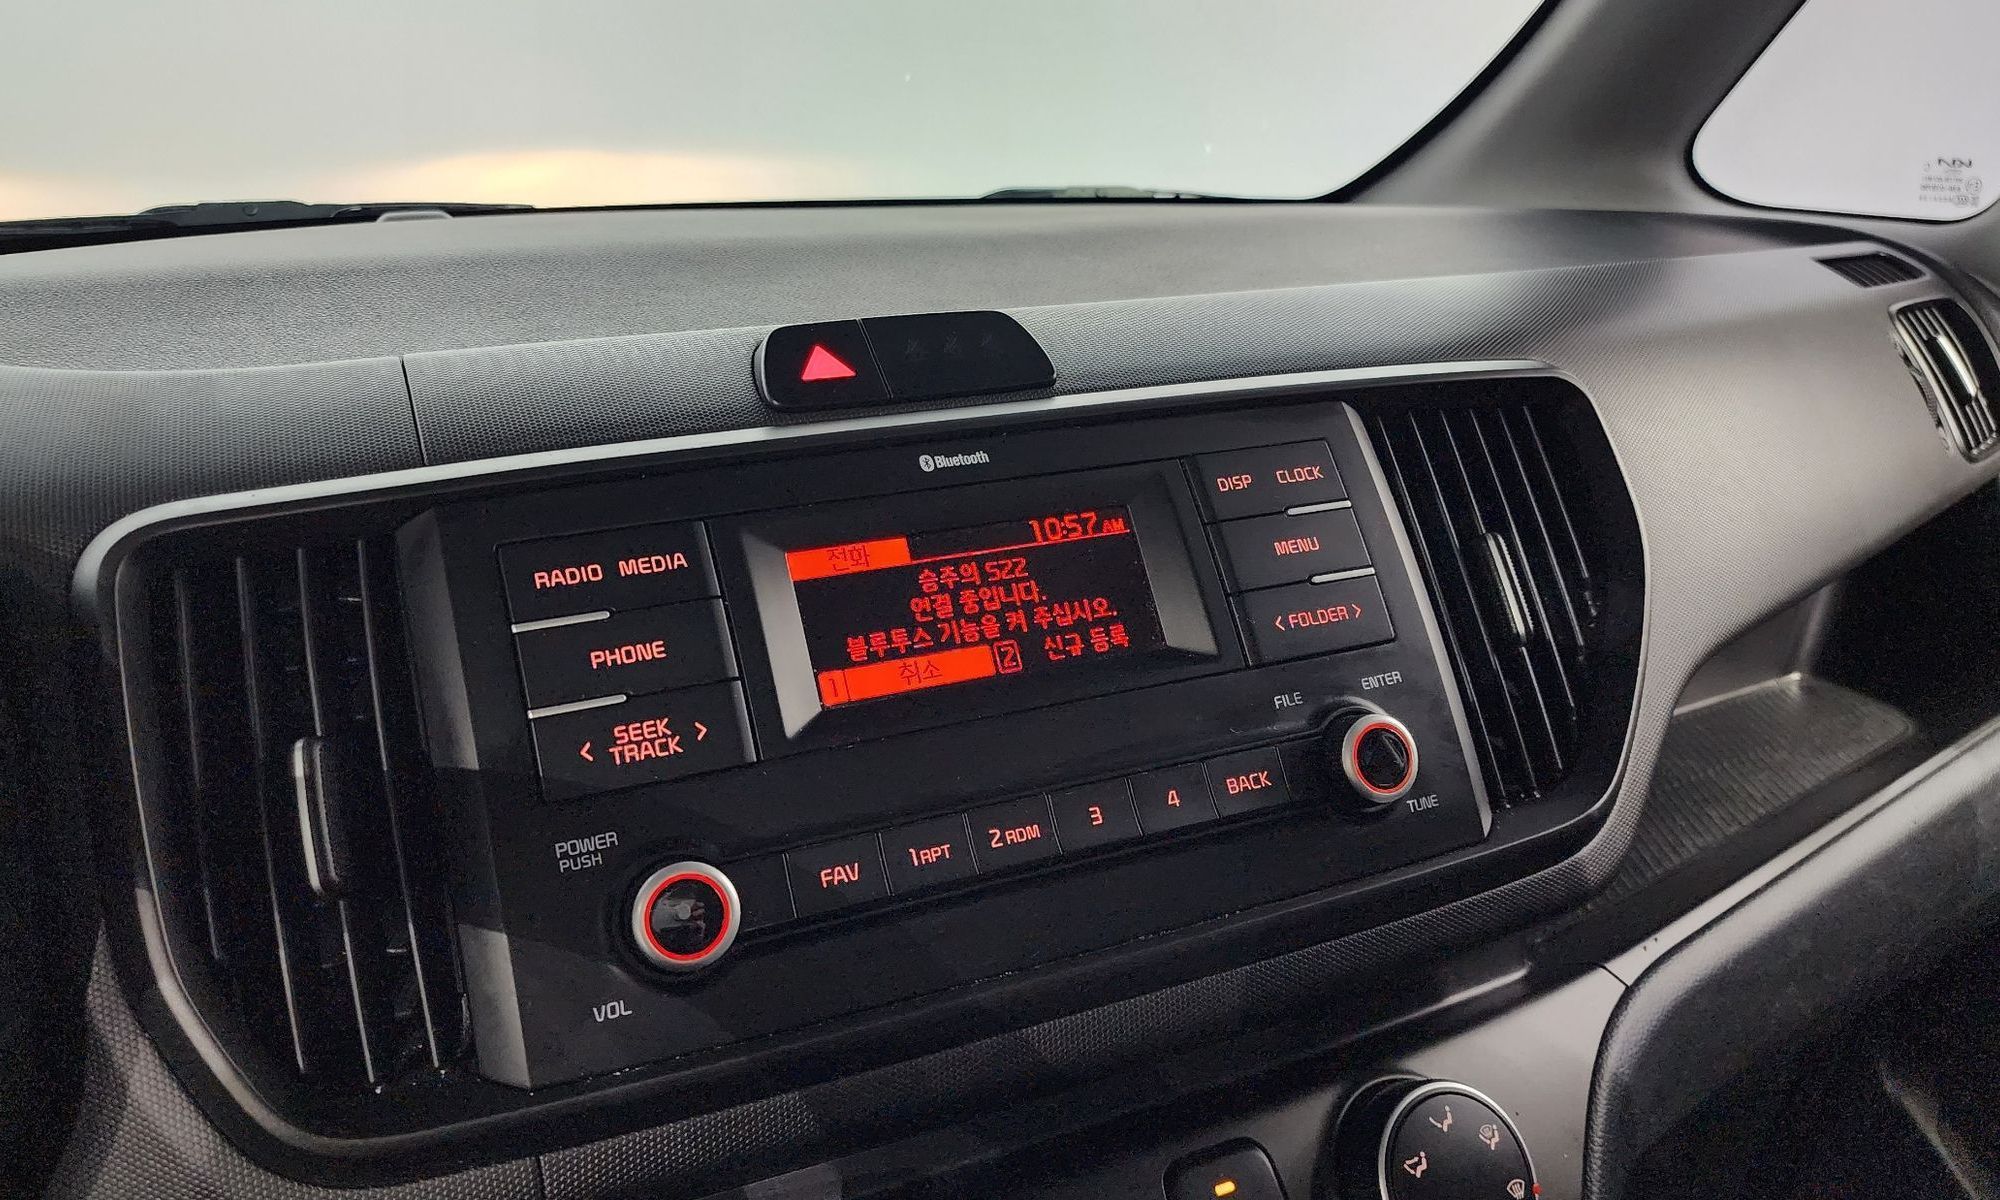 Bluetooth
RADIO MEDIA
PHONE
< SEEK TRACK >
전화
10:57 AM
승주의 S22
연결 중입니다.
블루투스 기능을 켜 주십시오.
1 취소
2 신규 등록
DISP CLOCK
MENU
< FOLDER >
FILE
ENTER
TUNE
POWER
PUSH
VOL
FAV
1 RPT
2 RDM
3
4
BACK